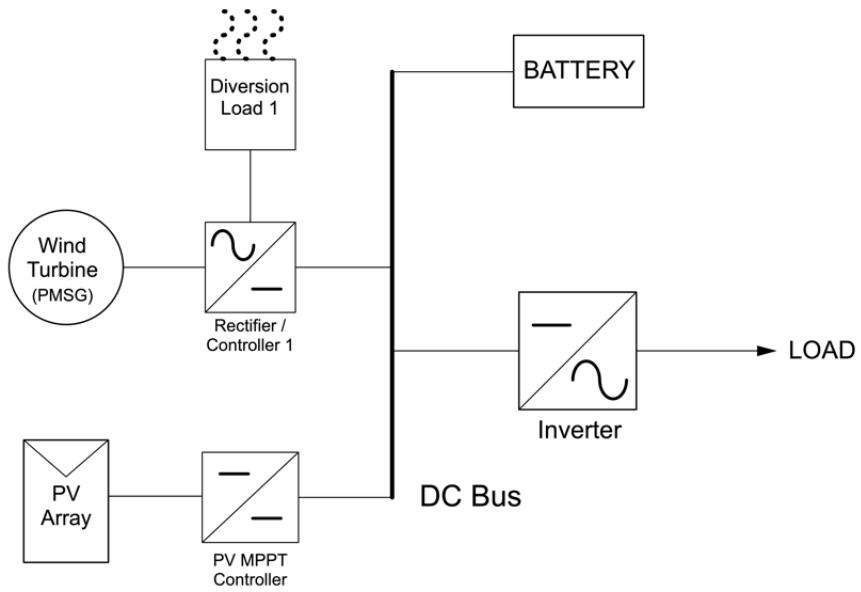 Diversion
Load 1
BATTERY
Wind
Turbine
(PMSG)
Rectifier /
Controller 1
LOAD
Inverter
PV
Array
DC Bus
PV MPPT
Controller